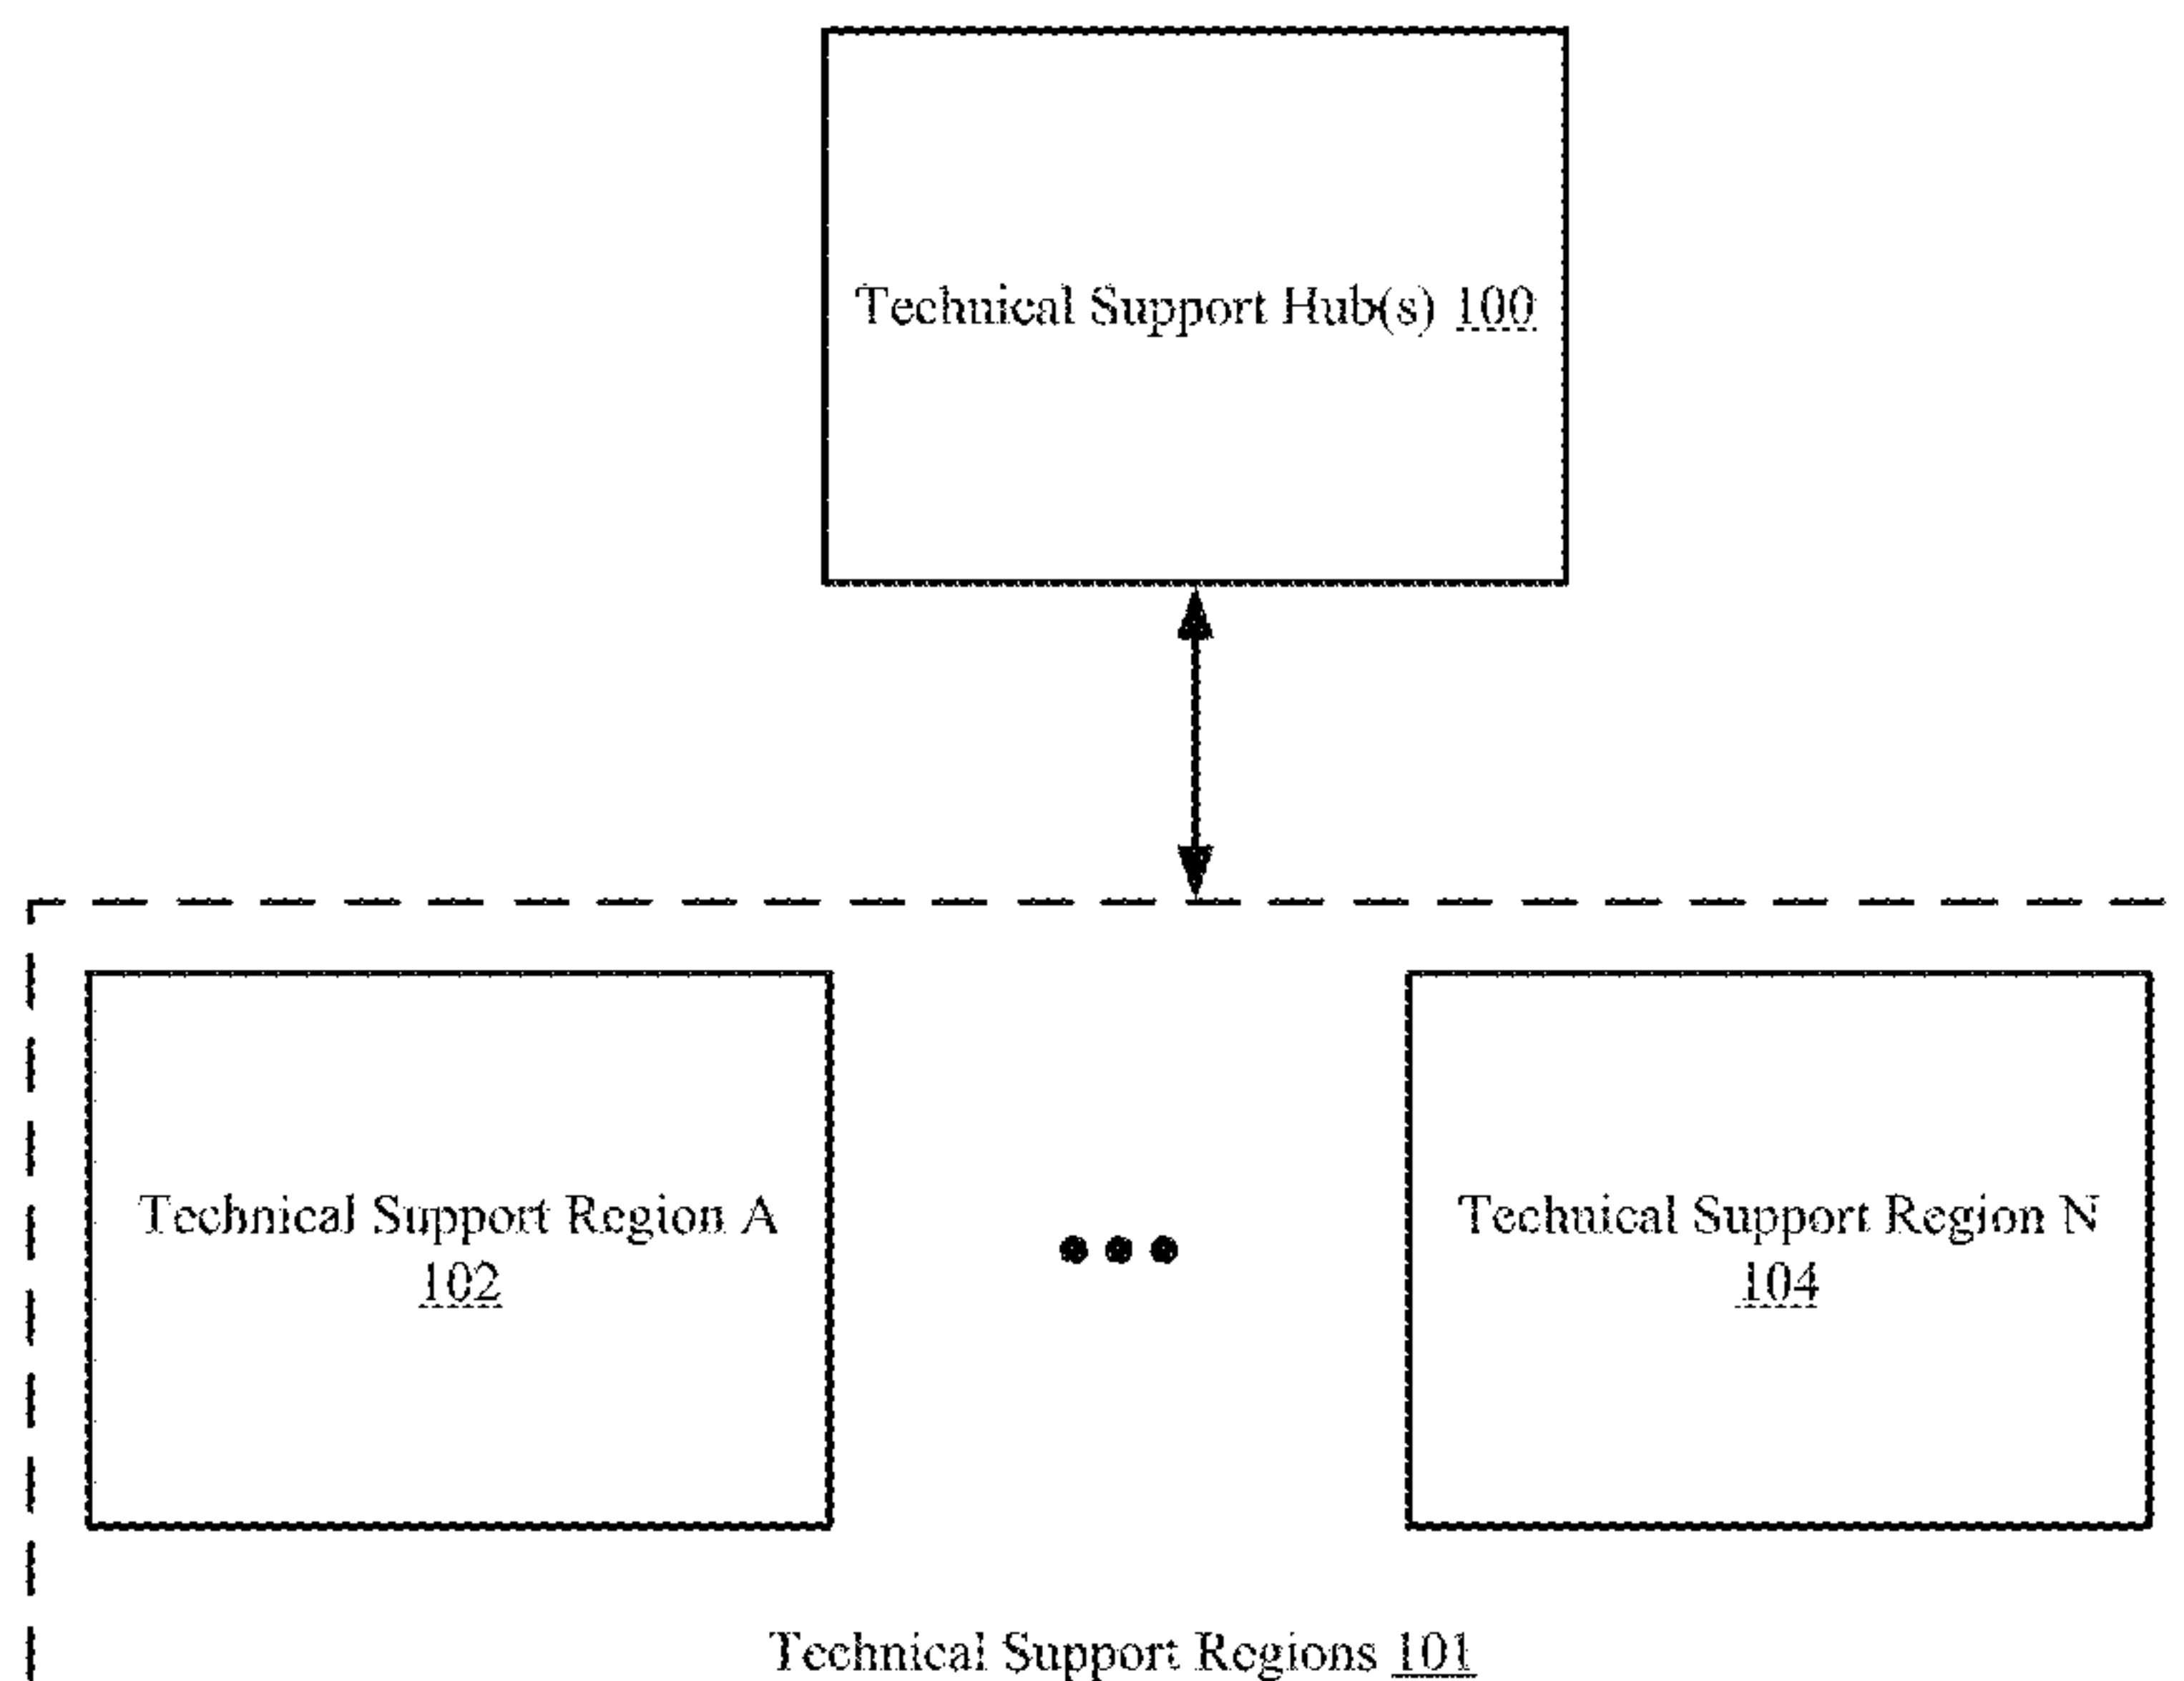 Technical Support Hub(s) 100
Technical Support Region A
102
Technical Support Region N
104
Technical Support Regions 101